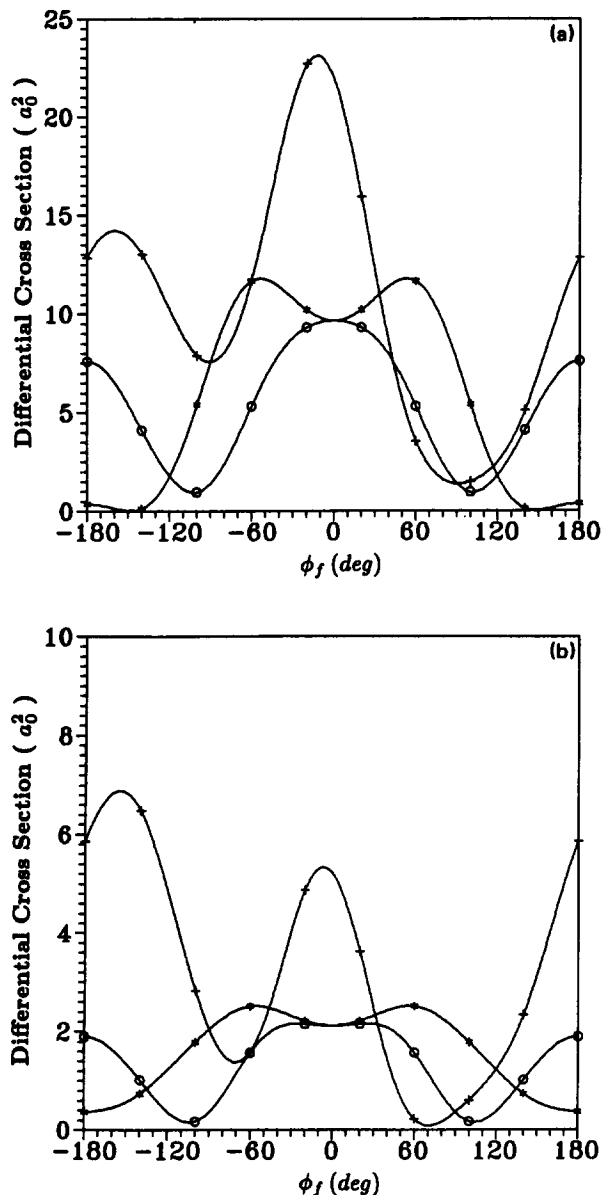 (a)
25
20
15
10
5
0
Differential Cross Section ( a₀² )
−180 −120 −60 0 60 120 180
ϕ_f (deg)
(b)
10
8
6
4
2
0
Differential Cross Section ( a₀² )
−180 −120 −60 0 60 120 180
ϕ_f (deg)